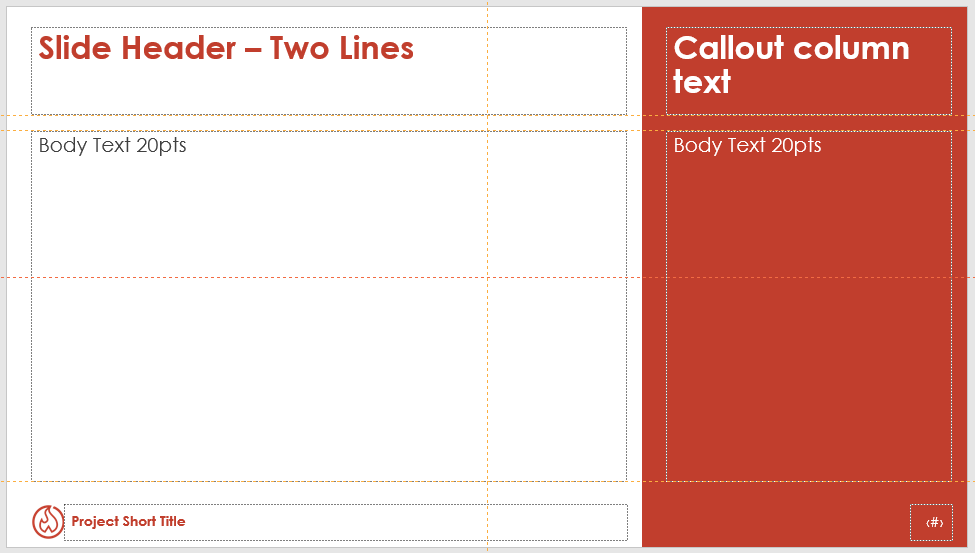 Slide Header – Two Lines
Callout column
text
Body Text 20pts
Body Text 20pts
Project Short Title
‹#›